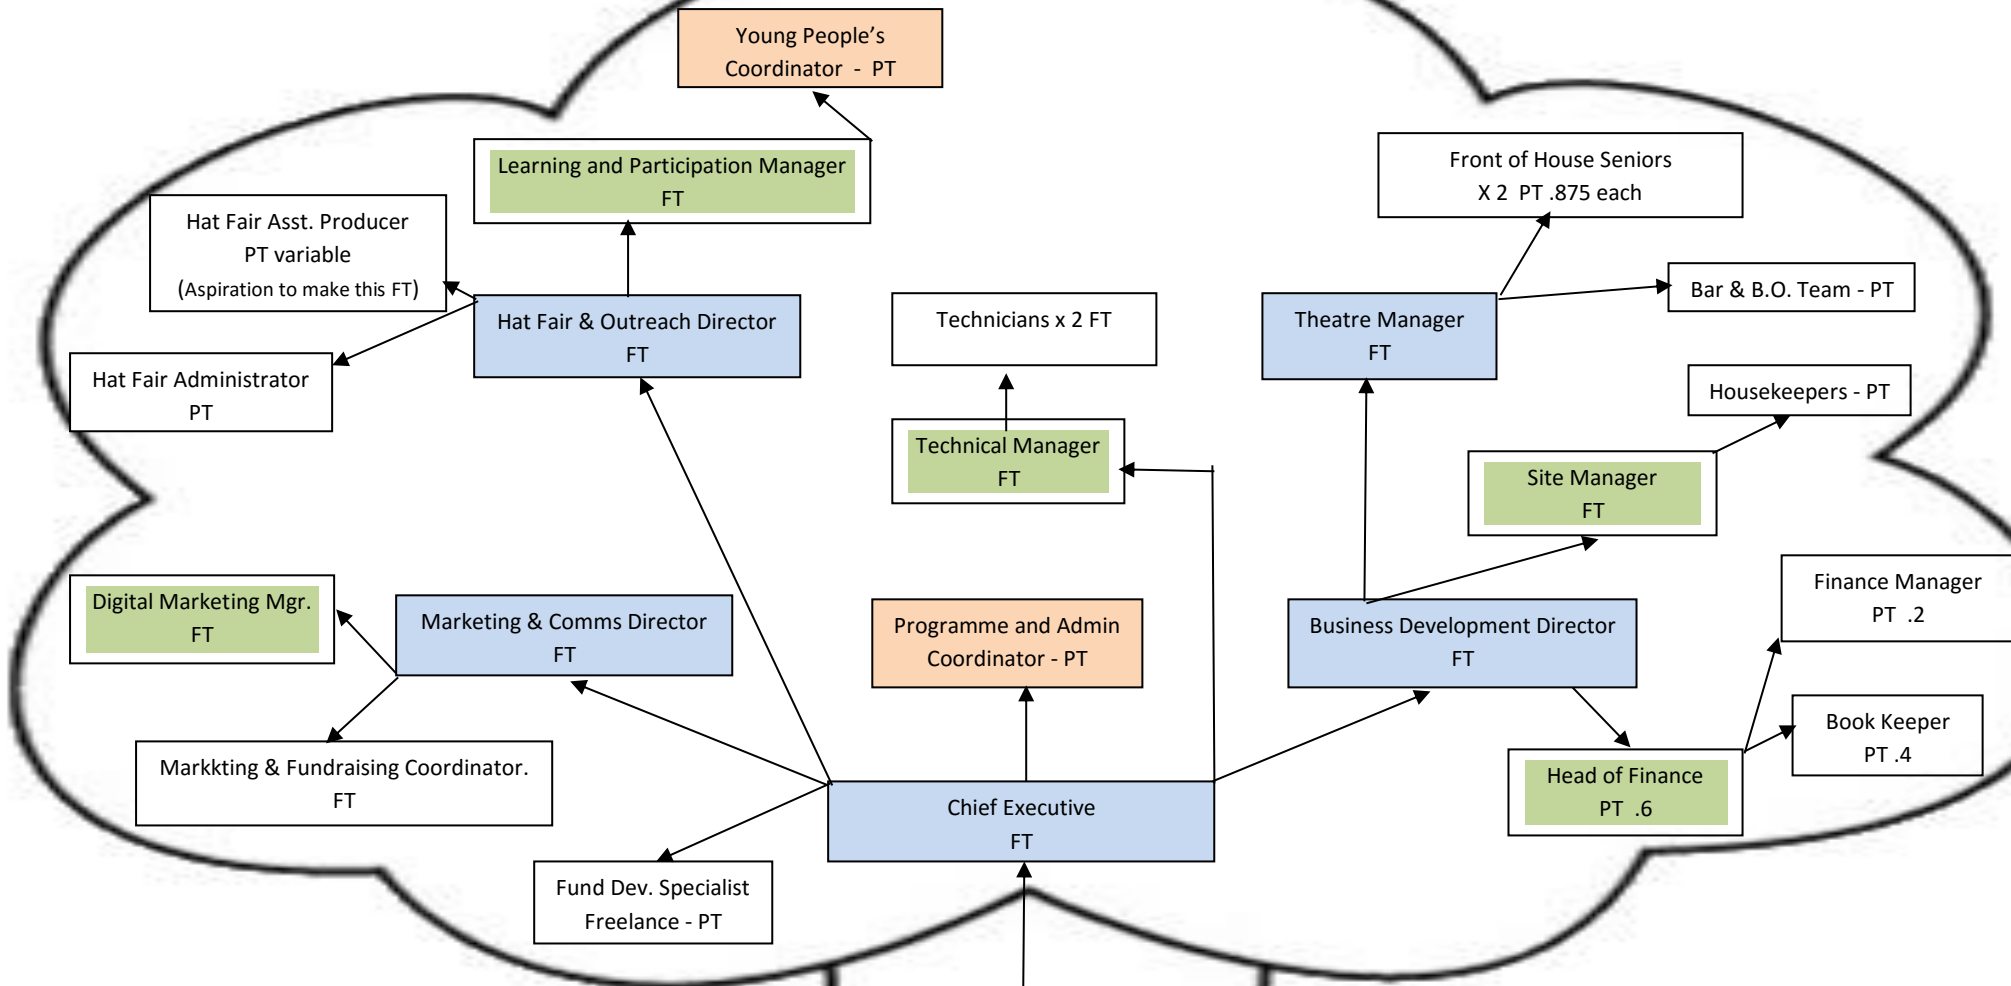 Young People’s
Coordinator - PT
Learning and Participation Manager
FT
Front of House Seniors
X 2 PT .875 each
Hat Fair Asst. Producer
PT variable
(Aspiration to make this FT)
Bar & B.O. Team - PT
Hat Fair & Outreach Director
FT
Technicians x 2 FT
Theatre Manager
FT
Hat Fair Administrator
PT
Housekeepers - PT
Technical Manager
FT
Site Manager
FT
Finance Manager
PT .2
Digital Marketing Mgr.
FT
Marketing & Comms Director
FT
Programme and Admin
Coordinator - PT
Business Development Director
FT
Book Keeper
PT .4
Markkting & Fundraising Coordinator.
FT
Head of Finance
PT .6
Chief Executive
FT
Fund Dev. Specialist
Freelance - PT